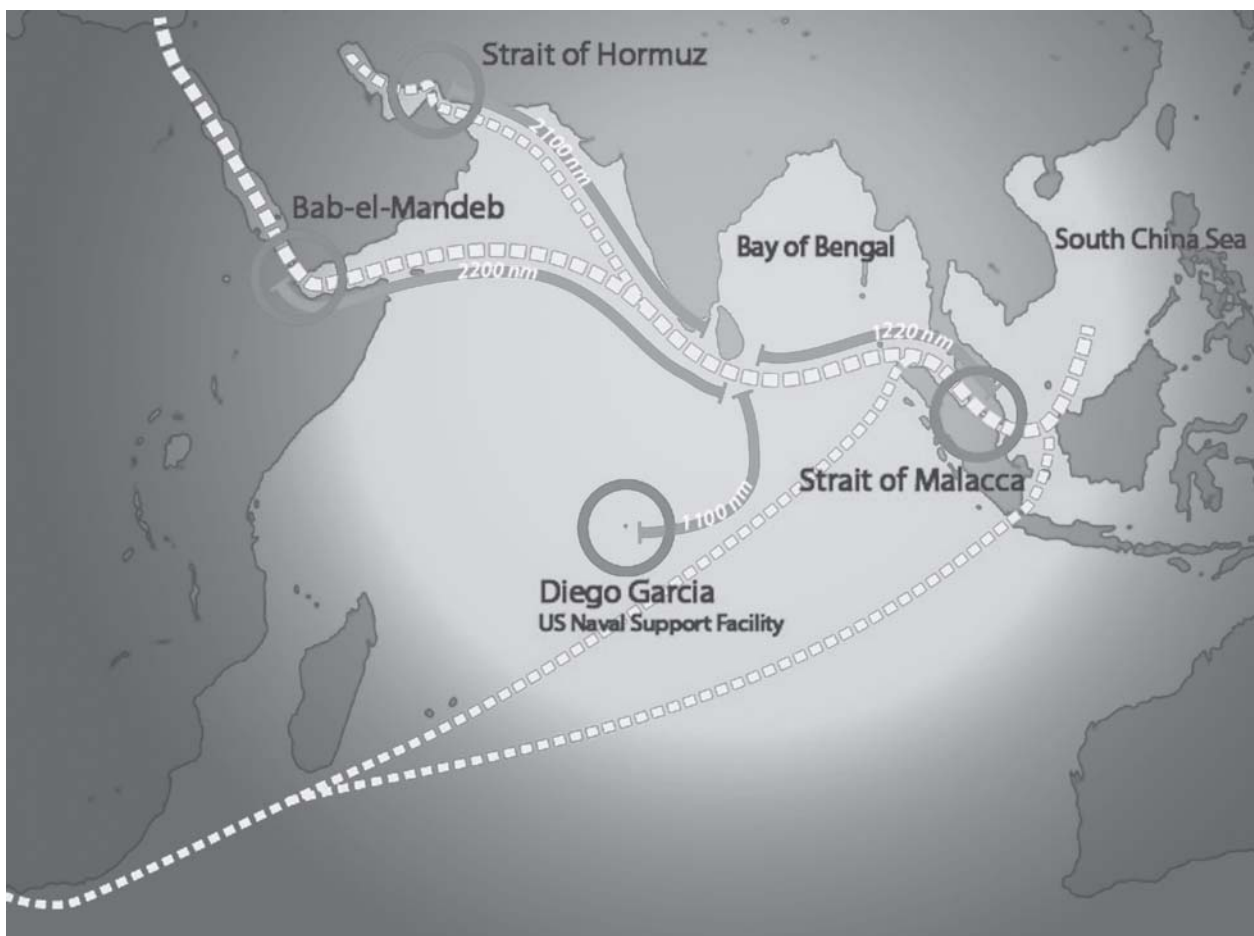 Strait of Hormuz
2100 nm
Bab-el-Mandeb
Bay of Bengal
South China Sea
2200 nm
1220 nm
Strait of Malacca
1100 nm
Diego Garcia
US Naval Support Facility